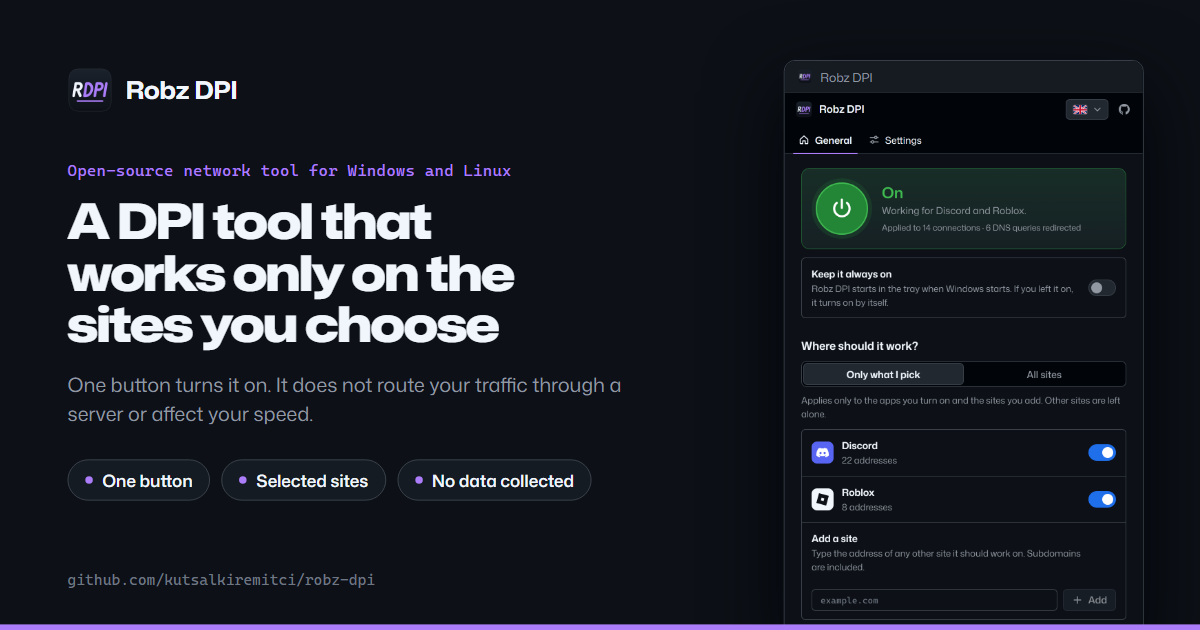 RDPI
Robz DPI
Open-source network tool for Windows and Linux
A DPI tool that
works only on the
sites you choose
One button turns it on. It does not route your traffic through a
server or affect your speed.
One button
Selected sites
No data collected
github.com/kutsalkiremitci/robz-dpi
RDPI
Robz DPI
RDPI
Robz DPI
General
Settings
On
Working for Discord and Roblox.
Applied to 14 connections · 6 DNS queries redirected
Keep it always on
Robz DPI starts in the tray when Windows starts. If you left it on,
it turns on by itself.
Where should it work?
Only what I pick
All sites
Applies only to the apps you turn on and the sites you add. Other sites are left
alone.
Discord
22 addresses
Roblox
8 addresses
Add a site
Type the address of any other site it should work on. Subdomains
are included.
example.com
+ Add